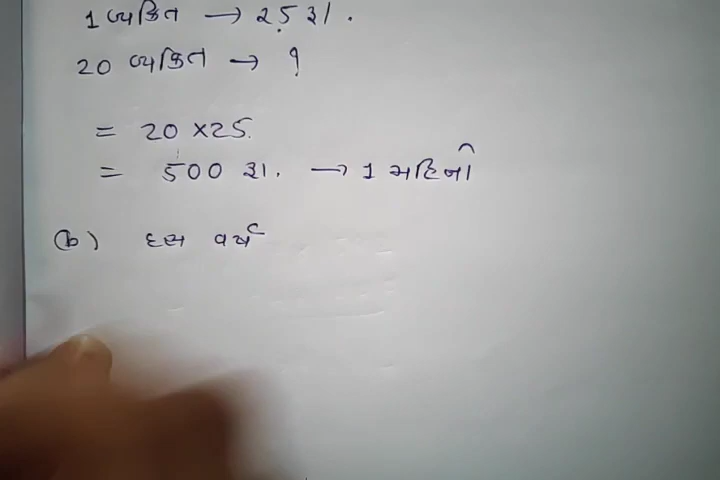 1 વ્યક્તિ → 25 રૂા.
20 વ્યક્તિ → ?
= 20 × 25.
= 500 રૂા. → 1 મહિનો
(b) દસ વર્ષ